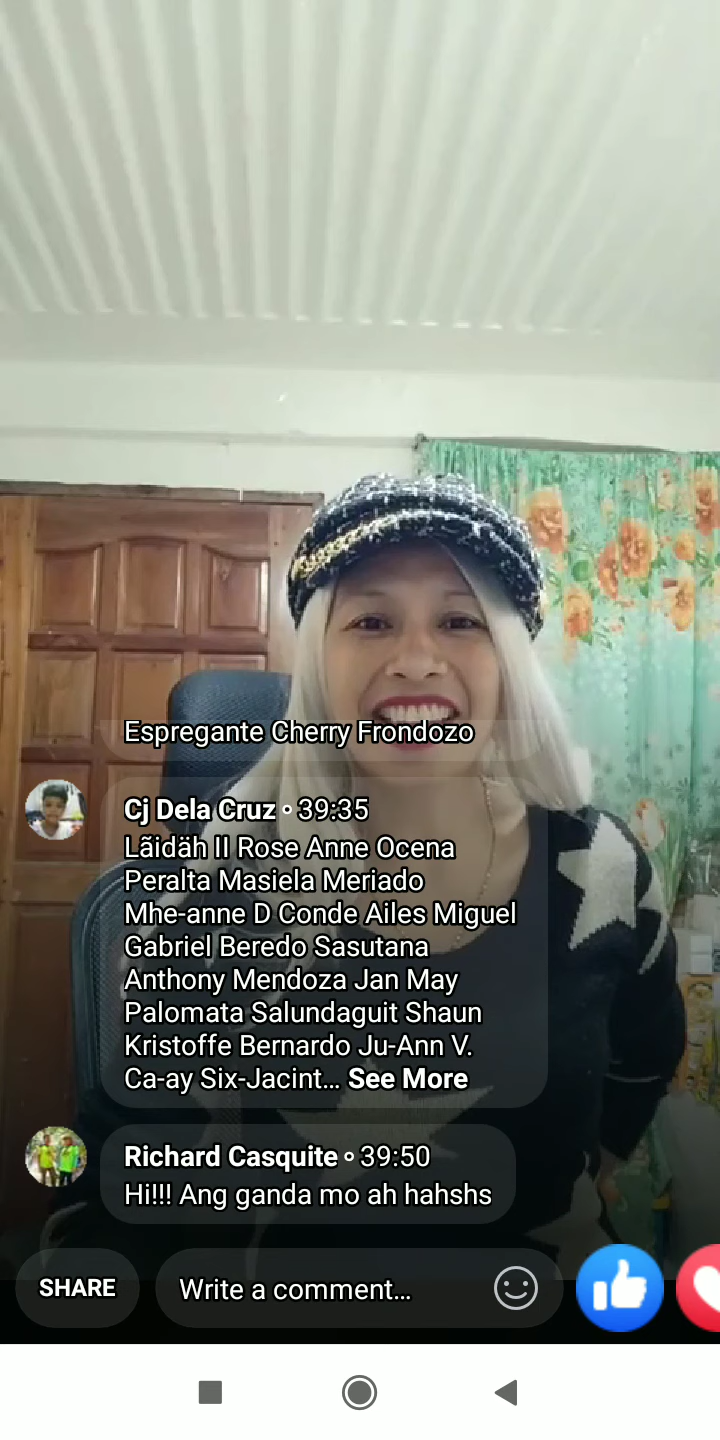 Espregante Cherry Frondozo
Cj Dela Cruz • 39:35
Lãidäh II Rose Anne Ocena
Peralta Masiela Meriado
Mhe-anne D Conde Ailes Miguel
Gabriel Beredo Sasutana
Anthony Mendoza Jan May
Palomata Salundaguit Shaun
Kristoffe Bernardo Ju-Ann V.
Ca-ay Six-Jacint... See More
Richard Casquite • 39:50
Hi!!! Ang ganda mo ah hahshs
SHARE
Write a comment...